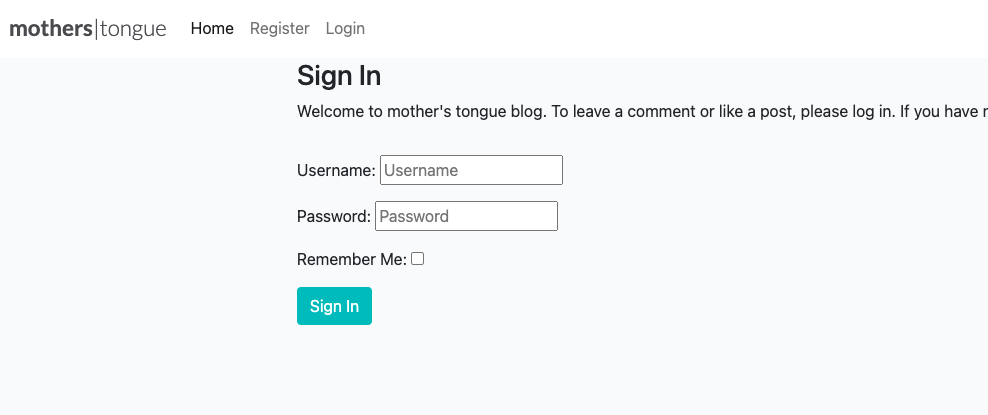 mothers|tongue Home Register Login
Sign In
Welcome to mother's tongue blog. To leave a comment or like a post, please log in. If you have
Username: Username
Password: Password
Remember Me:
Sign In